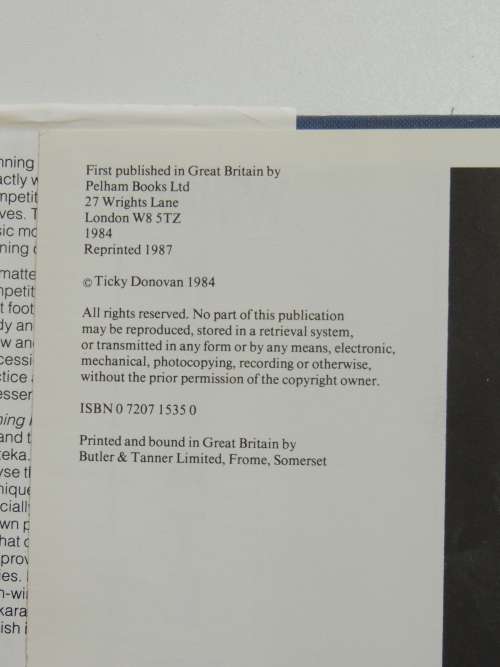 First published in Great Britain by
Pelham Books Ltd
27 Wrights Lane
London W8 5TZ
1984
Reprinted 1987
© Ticky Donovan 1984
All rights reserved. No part of this publication
may be reproduced, stored in a retrieval system,
or transmitted in any form or by any means, electronic,
mechanical, photocopying, recording or otherwise,
without the prior permission of the copyright owner.
ISBN 0 7207 1535 0
Printed and bound in Great Britain by
Butler & Tanner Limited, Frome, Somerset